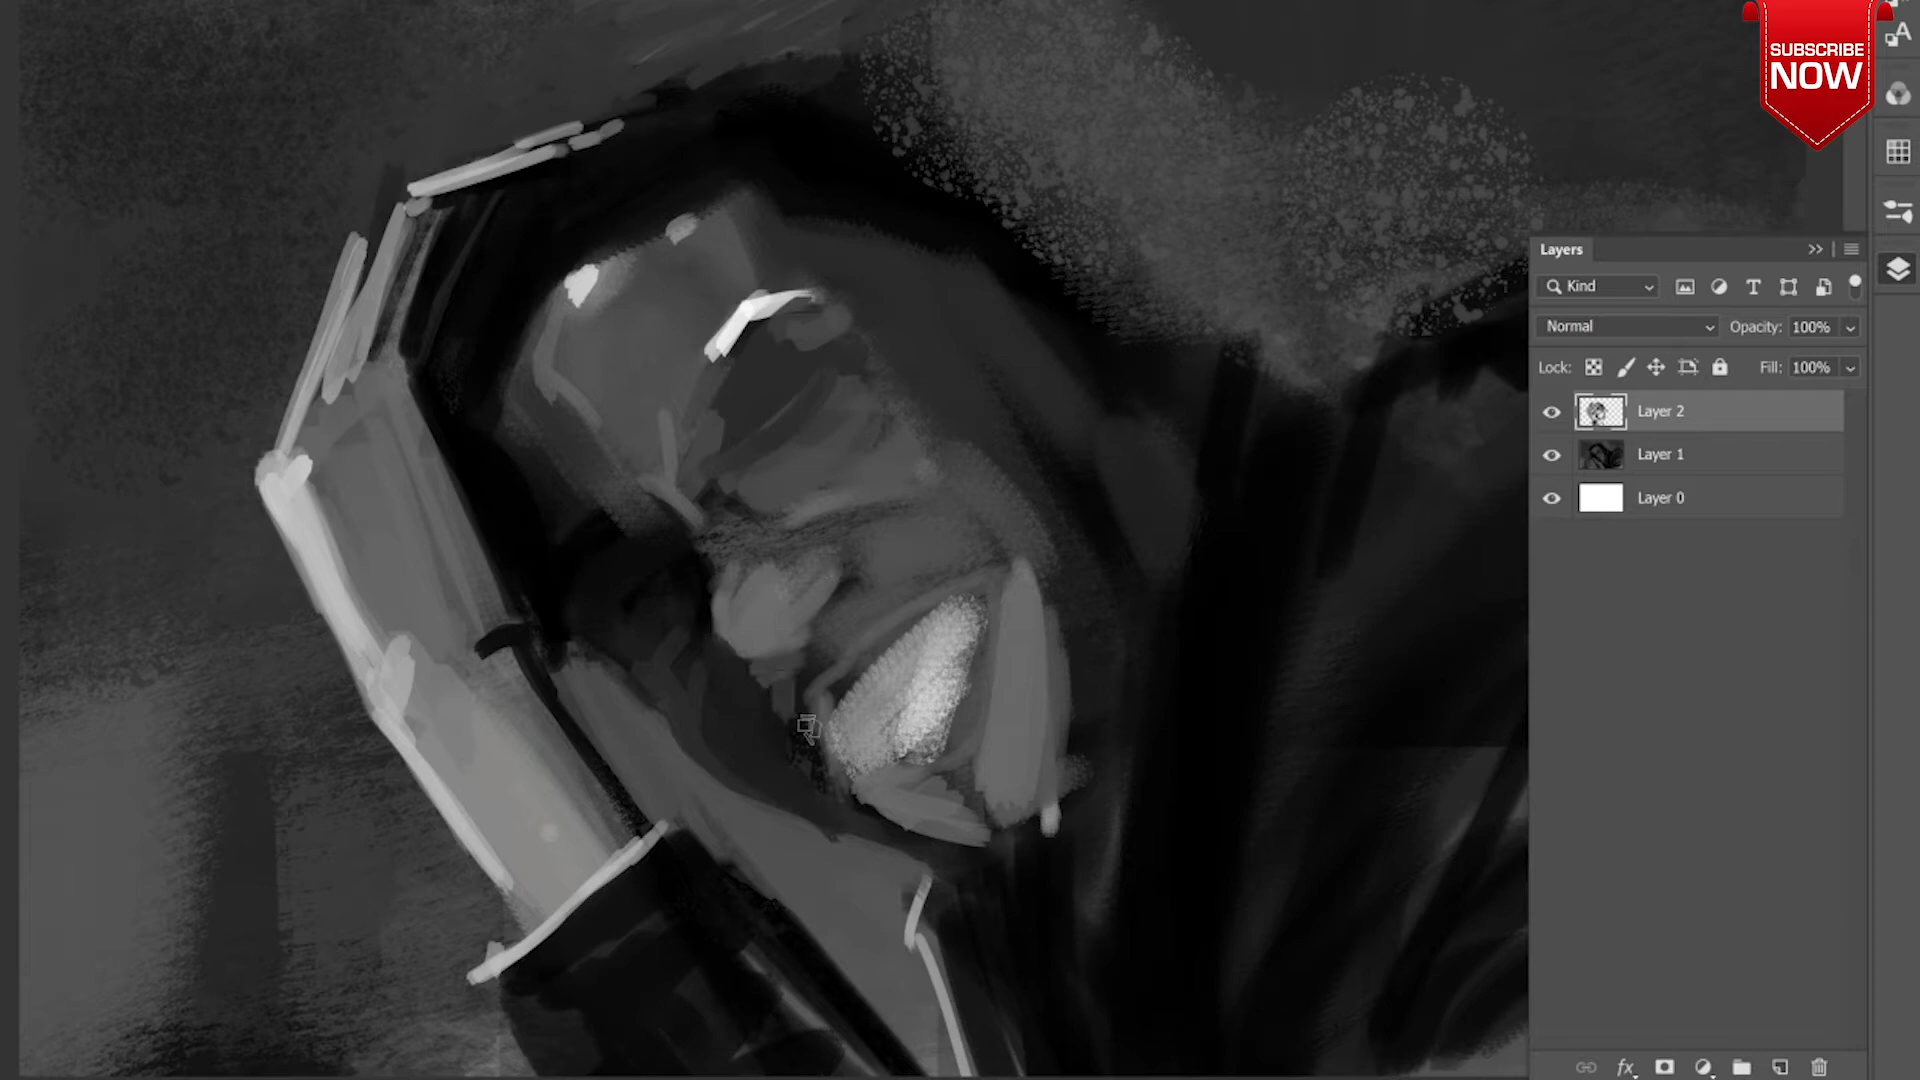 SUBSCRIBE
NOW
Layers
Kind
Normal Opacity: 100%
Lock: Fill: 100%
Layer 2
Layer 1
Layer 0
fx